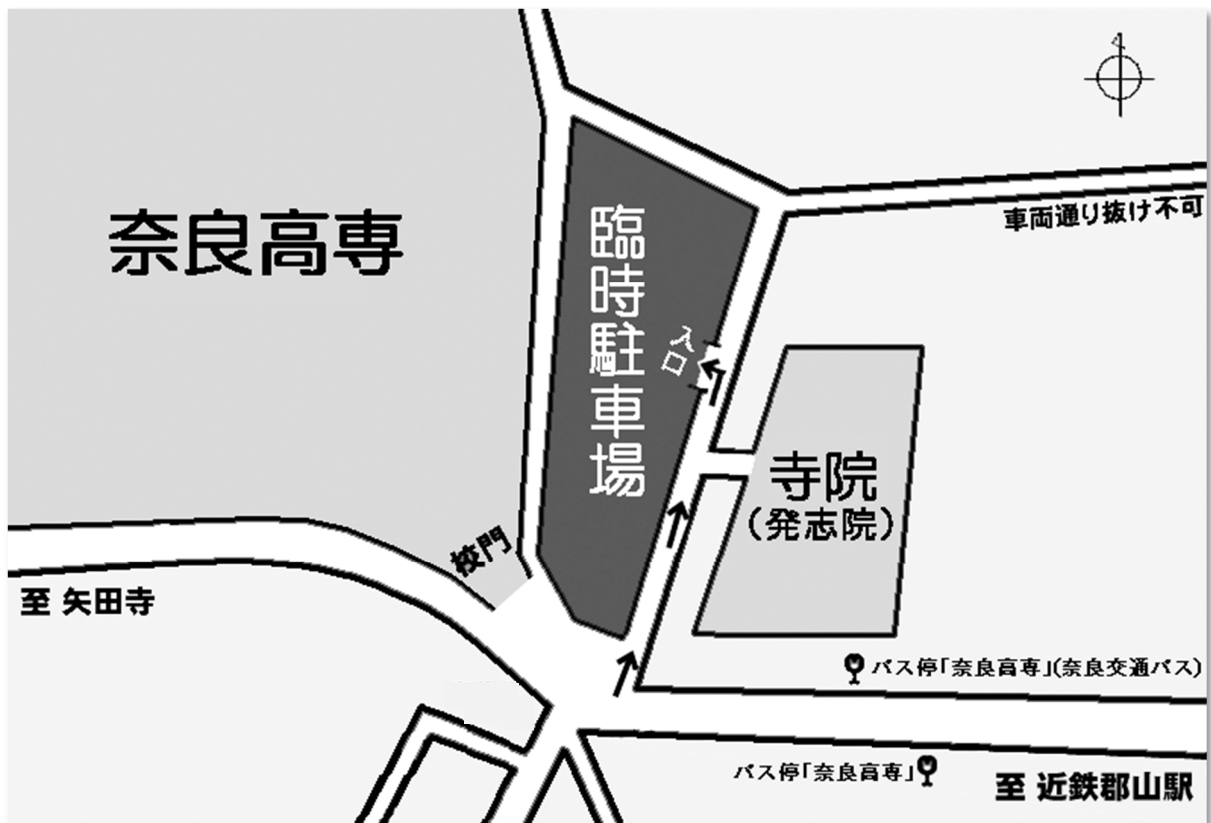 奈良高専
臨時駐車場
入口
車両通り抜け不可
寺院
(発志院)
校門
至 矢田寺
バス停「奈良高専」(奈良交通バス)
バス停「奈良高専」
至 近鉄郡山駅